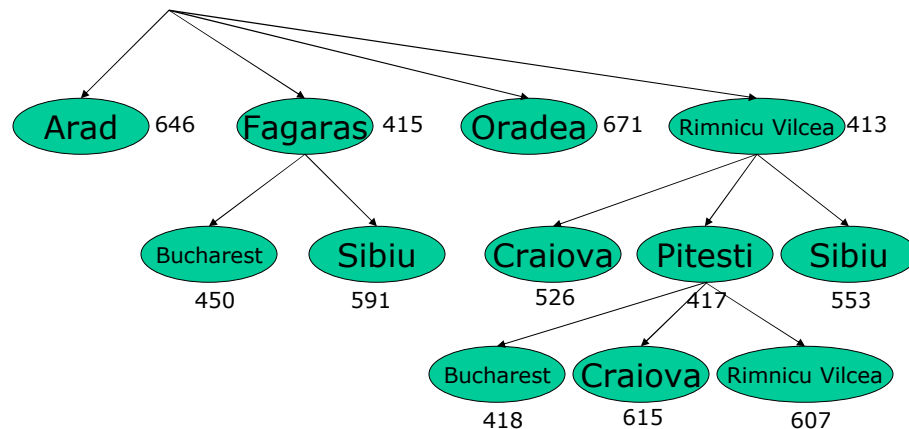 Arad 646 Fagaras 415 Oradea 671 Rimnicu Vilcea 413
Bucharest Sibiu Craiova Pitesti Sibiu
450 591 526 417 553
Bucharest Craiova Rimnicu Vilcea
418 615 607